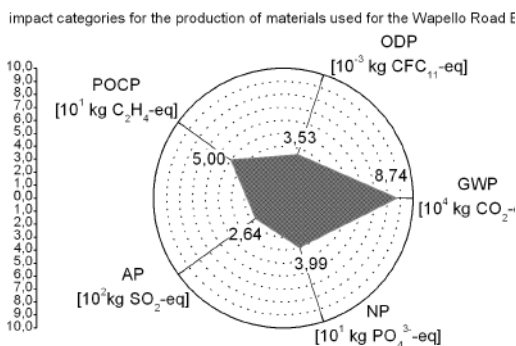 impact categories for the production of materials used for the Wapello Road
ODP
[10⁻³ kg CFC₁₁-eq]
POCP
[10¹ kg C₂H₄-eq]
10,0
9,0
8,0
7,0
6,0
5,0
4,0
3,0
2,0
1,0
0,0
1,0
2,0
3,0
4,0
5,0
6,0
7,0
8,0
9,0
10,0
3,53
5,00
8,74
GWP
[10⁴ kg CO₂-
2,64
3,99
AP
[10² kg SO₂-eq]
NP
[10¹ kg PO₄³⁻-eq]